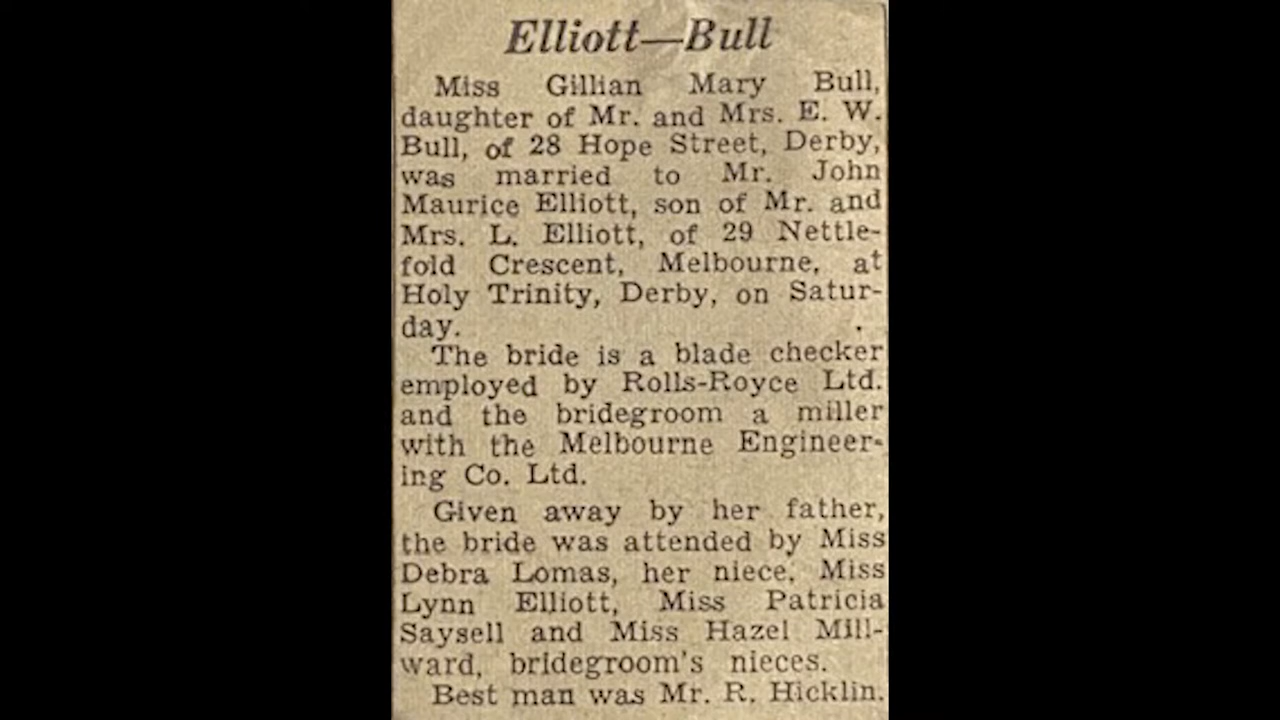 Elliott—Bull
Miss Gillian Mary Bull,
daughter of Mr. and Mrs. E. W.
Bull, of 28 Hope Street, Derby,
was married to Mr. John
Maurice Elliott, son of Mr. and
Mrs. L. Elliott, of 29 Nettle-
fold Crescent, Melbourne, at
Holy Trinity, Derby, on Satur-
day.
The bride is a blade checker
employed by Rolls-Royce Ltd.
and the bridegroom a miller
with the Melbourne Engineer-
ing Co. Ltd.
Given away by her father,
the bride was attended by Miss
Debra Lomas, her niece, Miss
Lynn Elliott, Miss Patricia
Saysell and Miss Hazel Mill-
ward, bridegroom's nieces.
Best man was Mr. R. Hicklin.